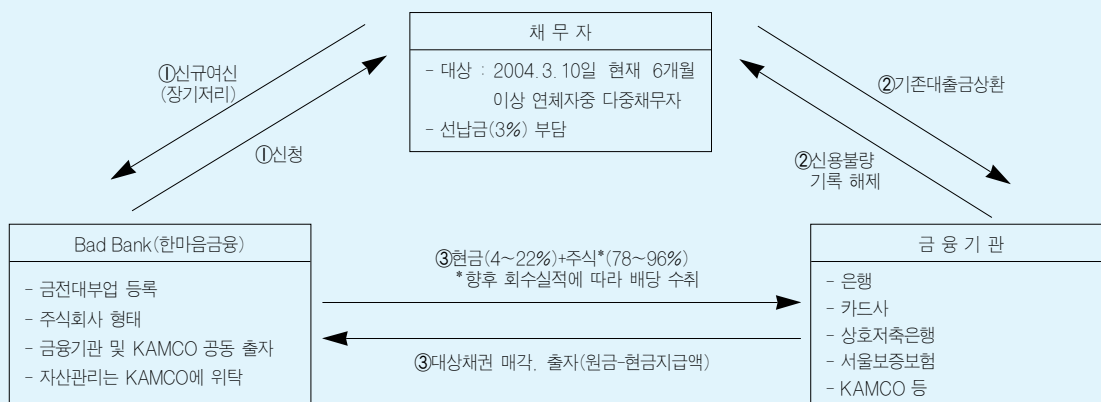 채 무 자
- 대상 : 2004.3.10일 현재 6개월
이상 연체자중 다중채무자
- 선납금(3%) 부담
①신규여신
(장기저리)
①신청
②기존대출금상환
②신용불량
기록 해제
Bad Bank(한마음금융)
- 금전대부업 등록
- 주식회사 형태
- 금융기관 및 KAMCO 공동 출자
- 자산관리는 KAMCO에 위탁
③현금(4~22%)+주식*(78~96%)
*향후 회수실적에 따라 배당 수취
③대상채권 매각, 출자(원금-현금지급액)
금 융 기 관
- 은행
- 카드사
- 상호저축은행
- 서울보증보험
- KAMCO 등